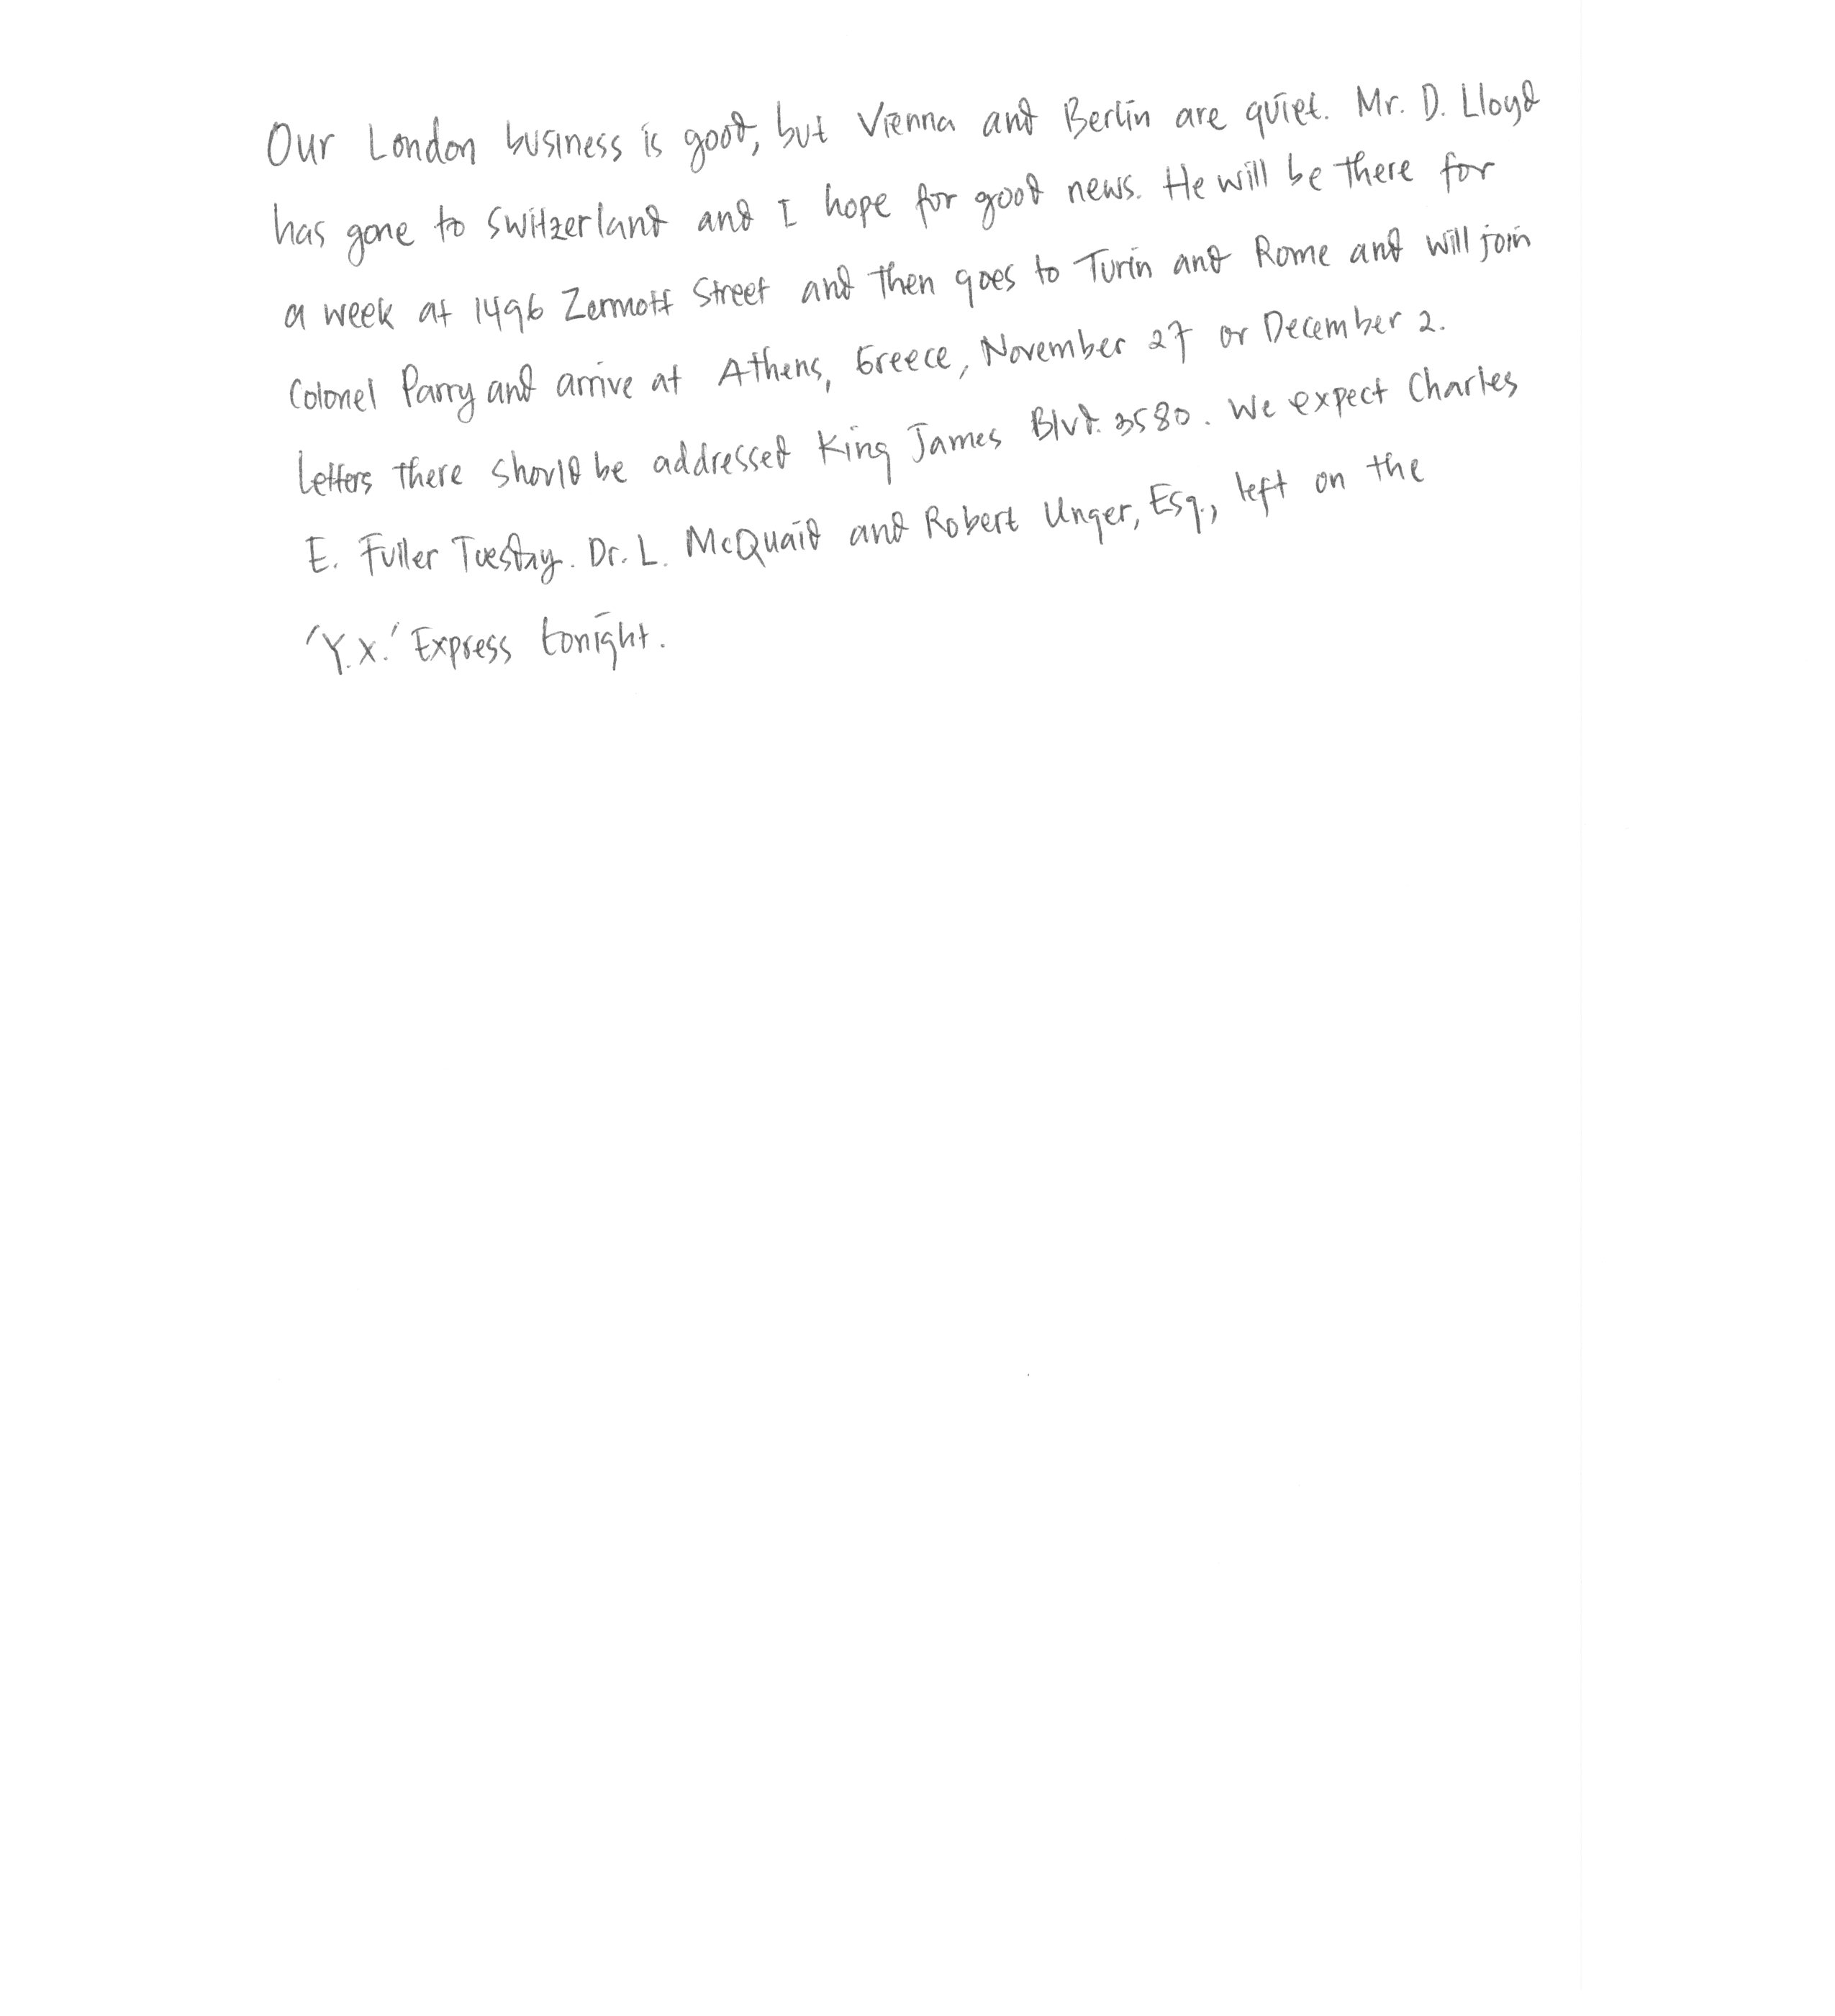 Our London business is good, but Vienna and Berlin are quiet. Mr. D. Lloyd
has gone to Switzerland and I hope for good news. He will be there for
a week at 1496 Zermott Street and then goes to Turin and Rome and will join
Colonel Parry and arrive at Athens, Greece, November 27 or December 2.
Letters there should be addressed King James Blvd. 3580. We expect Charles
E. Fuller Tuesday. Dr. L. McQuaid and Robert Unger, Esq., left on the
'Y.X.' Express tonight.